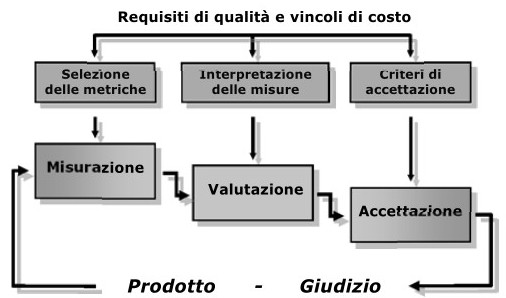 Requisiti di qualità e vincoli di costo
Selezione
delle metriche
Interpretazione
delle misure
Criteri di
accettazione
Misurazione
Valutazione
Accettazione
Prodotto - Giudizio